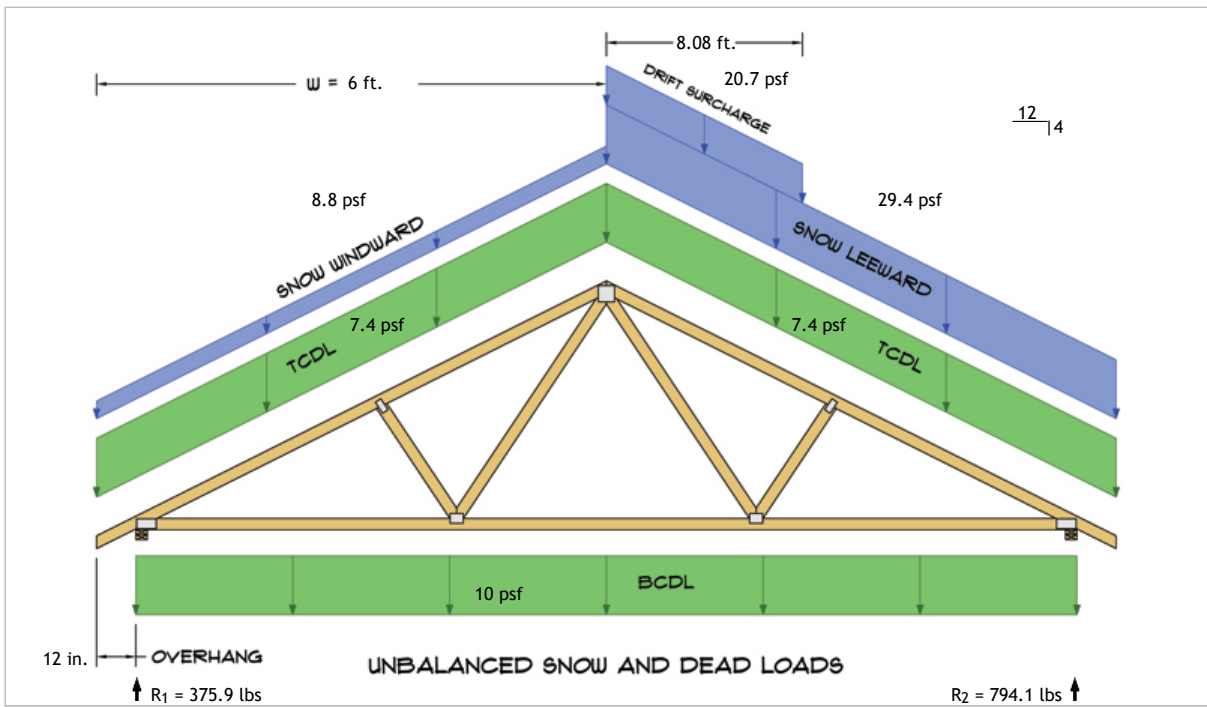 8.08 ft.
W = 6 ft.
DRIFT SURCHARGE
20.7 psf
12
4
8.8 psf
29.4 psf
SNOW WINDWARD
SNOW LEEWARD
7.4 psf
7.4 psf
TCDL
TCDL
10 psf
BCDL
12 in.
OVERHANG
UNBALANCED SNOW AND DEAD LOADS
R₁ = 375.9 lbs
R₂ = 794.1 lbs